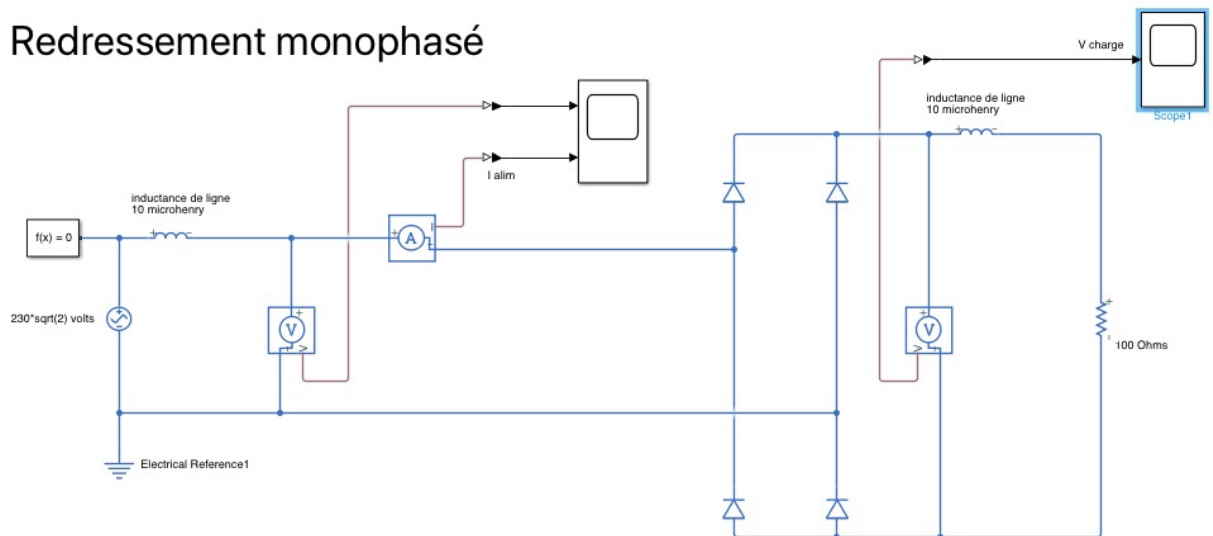 Redressement monophasé
V charge
inductance de ligne
10 microhenry
Scope1
I alim
inductance de ligne
10 microhenry
f(x) = 0
A
I
230*sqrt(2) volts
V
V
V
V
100 Ohms
Electrical Reference1